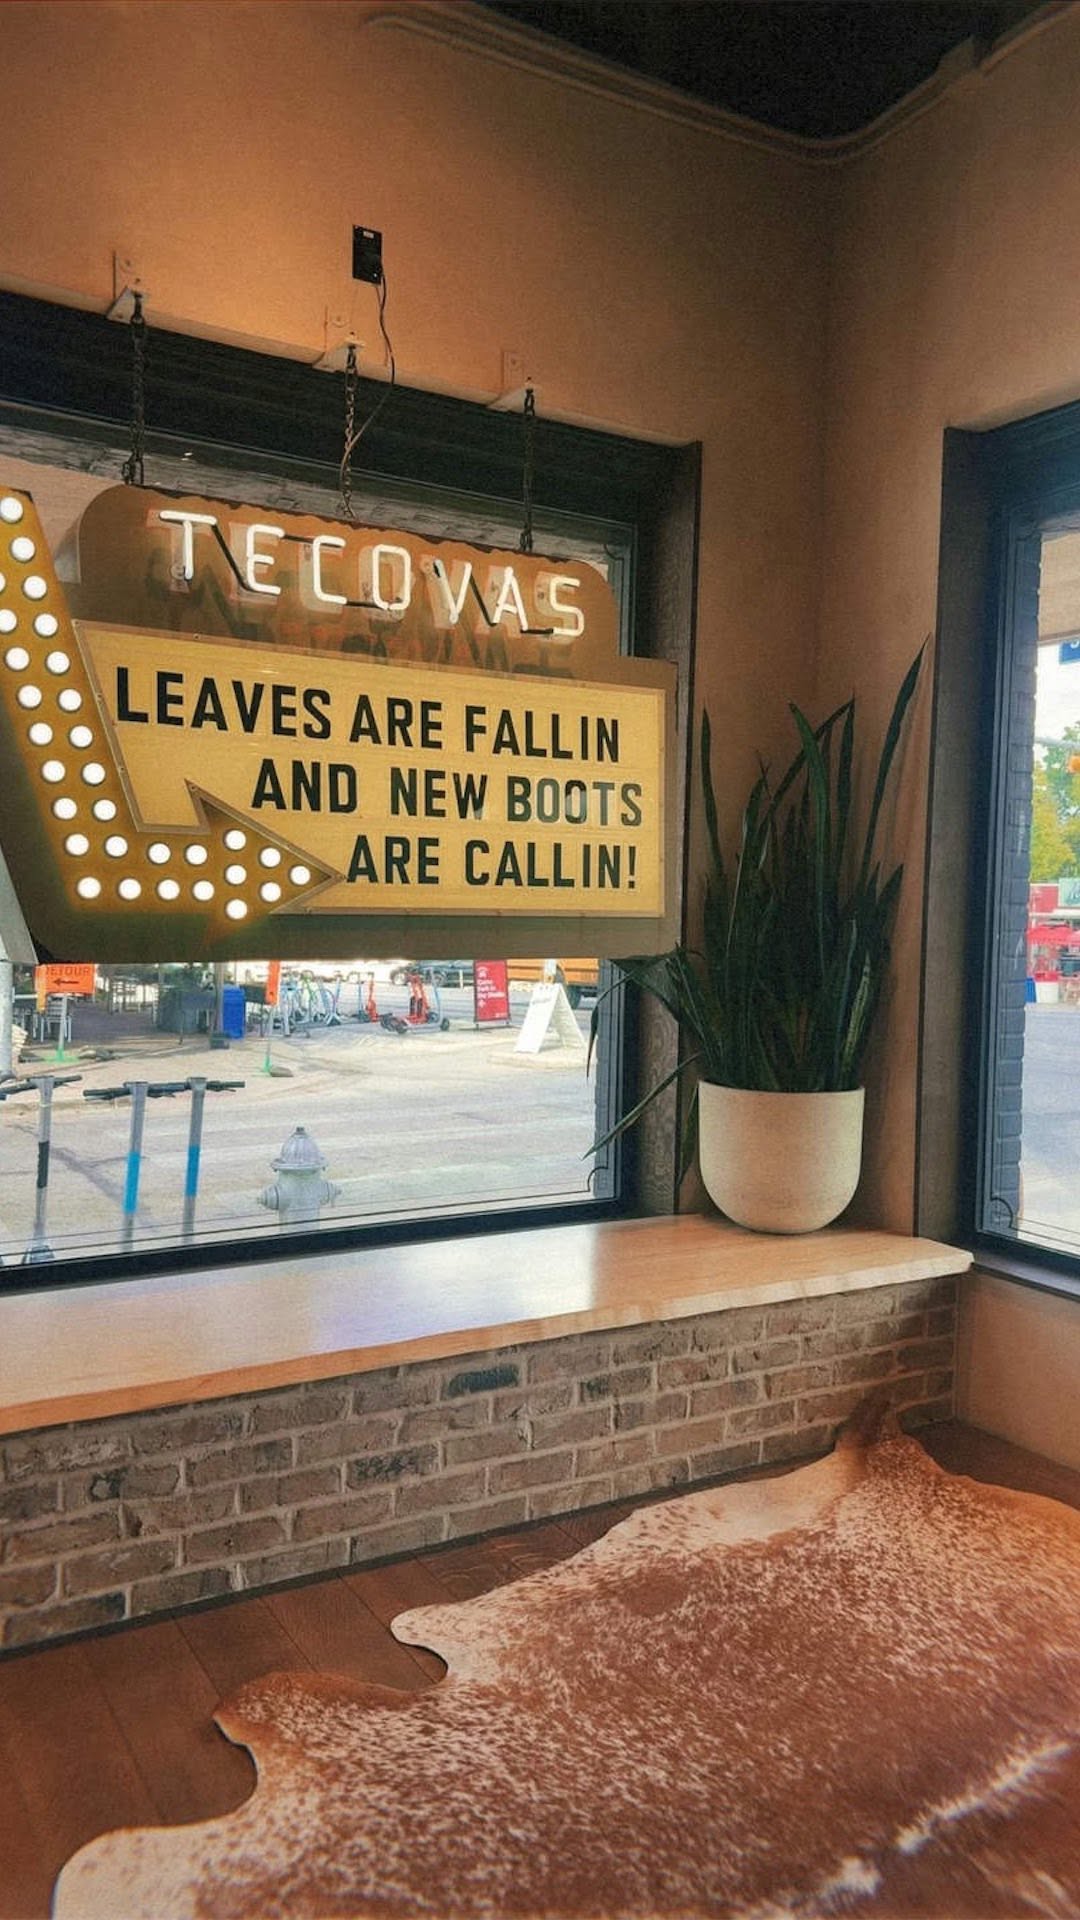 TECOVAS
LEAVES ARE FALLIN
AND NEW BOOTS
ARE CALLIN!
DETOUR